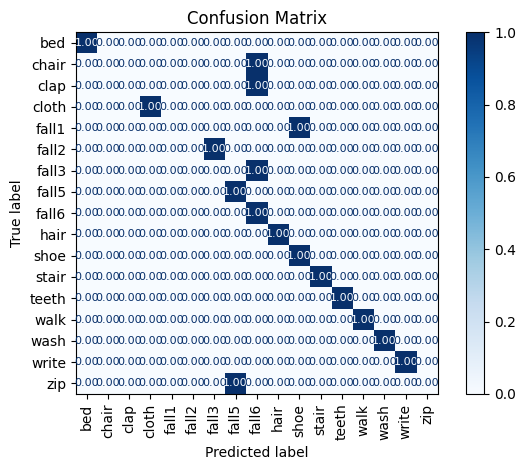 Confusion Matrix
True label
bed 1.00 0.00 0.00 0.00 0.00 0.00 0.00 0.00 0.00 0.00 0.00 0.00 0.00 0.00 0.00 0.00 0.00
chair 0.00 0.00 0.00 0.00 0.00 0.00 0.00 0.00 1.00 0.00 0.00 0.00 0.00 0.00 0.00 0.00 0.00
clap 0.00 0.00 0.00 0.00 0.00 0.00 0.00 0.00 1.00 0.00 0.00 0.00 0.00 0.00 0.00 0.00 0.00
cloth 0.00 0.00 0.00 1.00 0.00 0.00 0.00 0.00 0.00 0.00 0.00 0.00 0.00 0.00 0.00 0.00 0.00
fall1 0.00 0.00 0.00 0.00 0.00 0.00 0.00 0.00 0.00 0.00 1.00 0.00 0.00 0.00 0.00 0.00 0.00
fall2 0.00 0.00 0.00 0.00 0.00 0.00 1.00 0.00 0.00 0.00 0.00 0.00 0.00 0.00 0.00 0.00 0.00
fall3 0.00 0.00 0.00 0.00 0.00 0.00 0.00 0.00 1.00 0.00 0.00 0.00 0.00 0.00 0.00 0.00 0.00
fall5 0.00 0.00 0.00 0.00 0.00 0.00 0.00 1.00 0.00 0.00 0.00 0.00 0.00 0.00 0.00 0.00 0.00
fall6 0.00 0.00 0.00 0.00 0.00 0.00 0.00 0.00 1.00 0.00 0.00 0.00 0.00 0.00 0.00 0.00 0.00
hair 0.00 0.00 0.00 0.00 0.00 0.00 0.00 0.00 0.00 1.00 0.00 0.00 0.00 0.00 0.00 0.00 0.00
shoe 0.00 0.00 0.00 0.00 0.00 0.00 0.00 0.00 0.00 0.00 1.00 0.00 0.00 0.00 0.00 0.00 0.00
stair 0.00 0.00 0.00 0.00 0.00 0.00 0.00 0.00 0.00 0.00 0.00 1.00 0.00 0.00 0.00 0.00 0.00
teeth 0.00 0.00 0.00 0.00 0.00 0.00 0.00 0.00 0.00 0.00 0.00 0.00 1.00 0.00 0.00 0.00 0.00
walk 0.00 0.00 0.00 0.00 0.00 0.00 0.00 0.00 0.00 0.00 0.00 0.00 0.00 1.00 0.00 0.00 0.00
wash 0.00 0.00 0.00 0.00 0.00 0.00 0.00 0.00 0.00 0.00 0.00 0.00 0.00 0.00 1.00 0.00 0.00
write 0.00 0.00 0.00 0.00 0.00 0.00 0.00 0.00 0.00 0.00 0.00 0.00 0.00 0.00 0.00 1.00 0.00
zip 0.00 0.00 0.00 0.00 0.00 0.00 0.00 1.00 0.00 0.00 0.00 0.00 0.00 0.00 0.00 0.00 0.00
bed chair clap cloth fall1 fall2 fall3 fall5 fall6 hair shoe stair teeth walk wash write zip
Predicted label
1.0
0.8
0.6
0.4
0.2
0.0